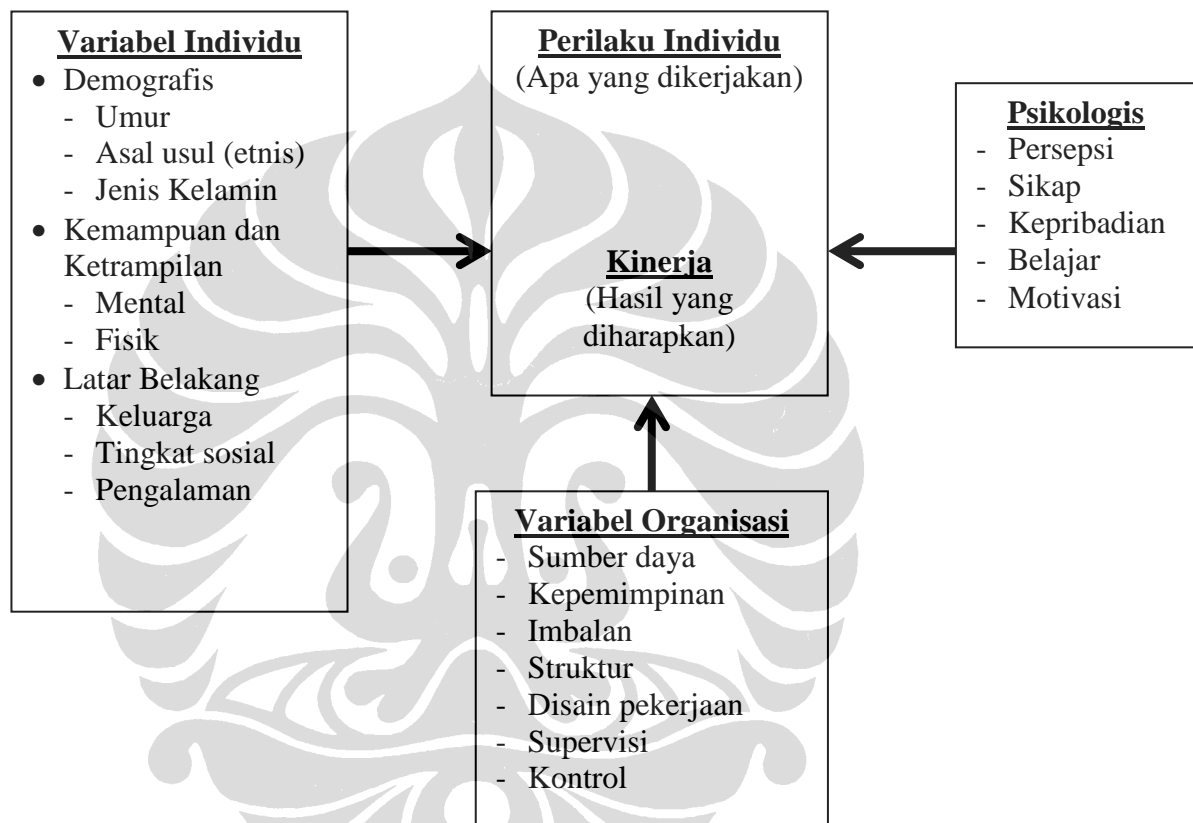 Variabel Individu
• Demografis
- Umur
- Asal usul (etnis)
- Jenis Kelamin
• Kemampuan dan
Ketrampilan
- Mental
- Fisik
• Latar Belakang
- Keluarga
- Tingkat sosial
- Pengalaman
Perilaku Individu
(Apa yang dikerjakan)
Kinerja
(Hasil yang
diharapkan)
Psikologis
- Persepsi
- Sikap
- Kepribadian
- Belajar
- Motivasi
Variabel Organisasi
- Sumber daya
- Kepemimpinan
- Imbalan
- Struktur
- Disain pekerjaan
- Supervisi
- Kontrol